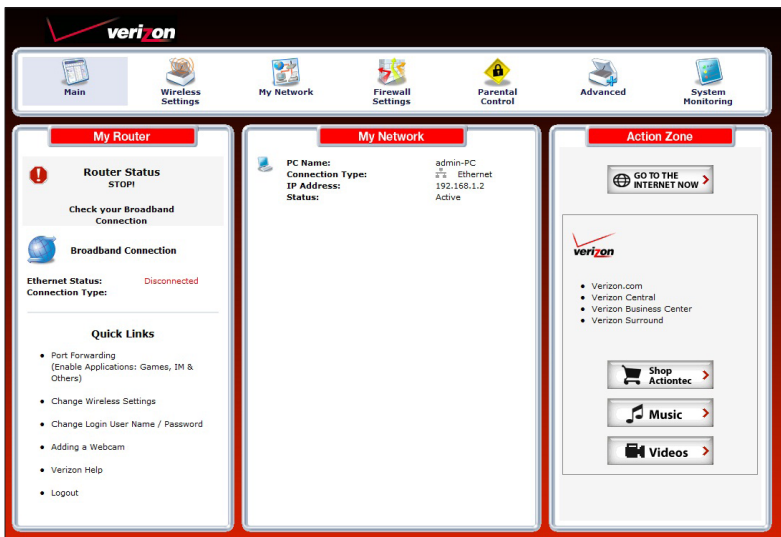 verizon
Main
Wireless
Settings
My Network
Firewall
Settings
Parental
Control
Advanced
System
Monitoring
My Router
Router Status
STOP!
Check your Broadband
Connection
Broadband Connection
Ethernet Status: Disconnected
Connection Type:
Quick Links
• Port Forwarding
(Enable Applications: Games, IM &
Others)
• Change Wireless Settings
• Change Login User Name / Password
• Adding a Webcam
• Verizon Help
• Logout
My Network
PC Name: admin-PC
Connection Type: Ethernet
IP Address: 192.168.1.2
Status: Active
Action Zone
GO TO THE
INTERNET NOW
verizon
• Verizon.com
• Verizon Central
• Verizon Business Center
• Verizon Surround
Shop
Actiontec
Music
Videos